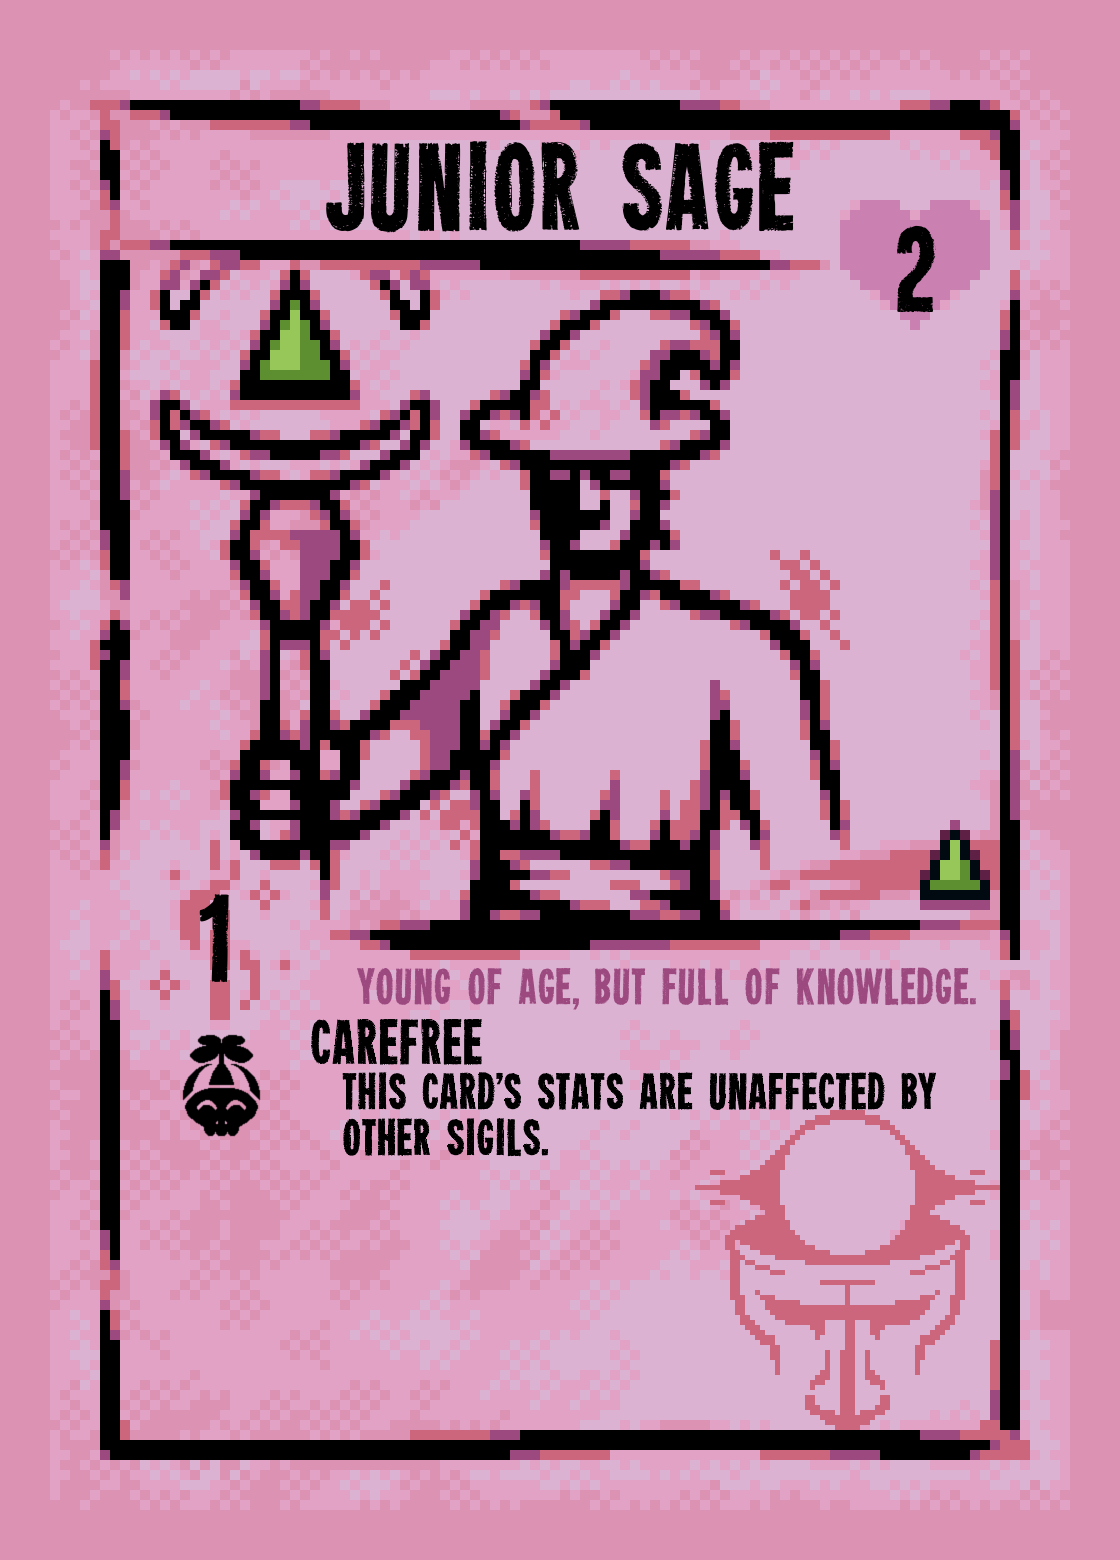 JUNIOR SAGE
2
1
YOUNG OF AGE, BUT FULL OF KNOWLEDGE.
CAREFREE
THIS CARD'S STATS ARE UNAFFECTED BY
OTHER SIGILS.